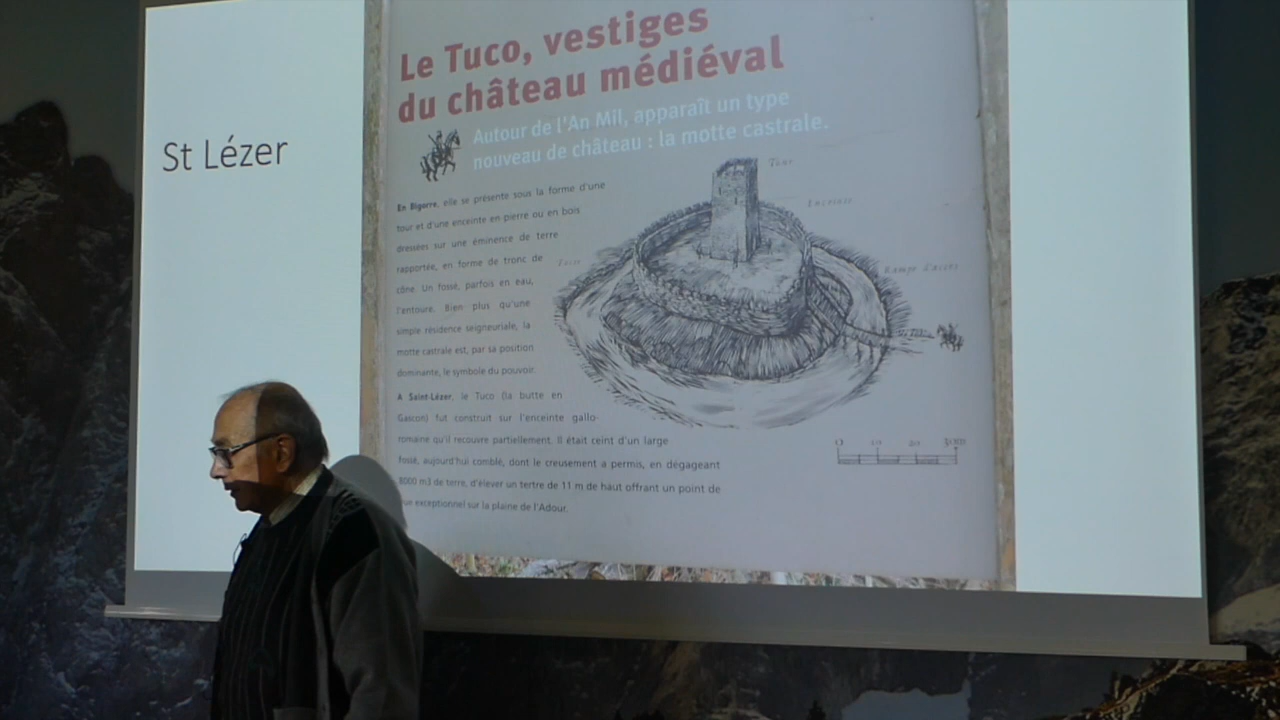 St Lézer
Le Tuco, vestiges
du château médiéval
Autour de l'An Mil, apparaît un type
nouveau de château : la motte castrale.
En Bigorre, elle se présente sous la forme d'une
tour et d'une enceinte en pierre ou en bois
dressées sur une éminence de terre
rapportée, en forme de tronc de
cône. Un fossé, parfois en eau,
l'entoure. Bien plus qu'une
simple résidence seigneuriale, la
motte castrale est, par sa position
dominante, le symbole du pouvoir.
A Saint-Lézer, le Tuco (la butte en
Gascon) fut construit sur l'enceinte gallo-
romaine qu'il recouvre partiellement. Il était ceint d'un large
fossé, aujourd'hui comblé, dont le creusement a permis, en dégageant
8000 m3 de terre, d'élever un tertre de 11 m de haut offrant un point de
exceptionnel sur la plaine de l'Adour.
Tour
Enceinte
Fossé
Rampe d'accès
0 10 20 30m